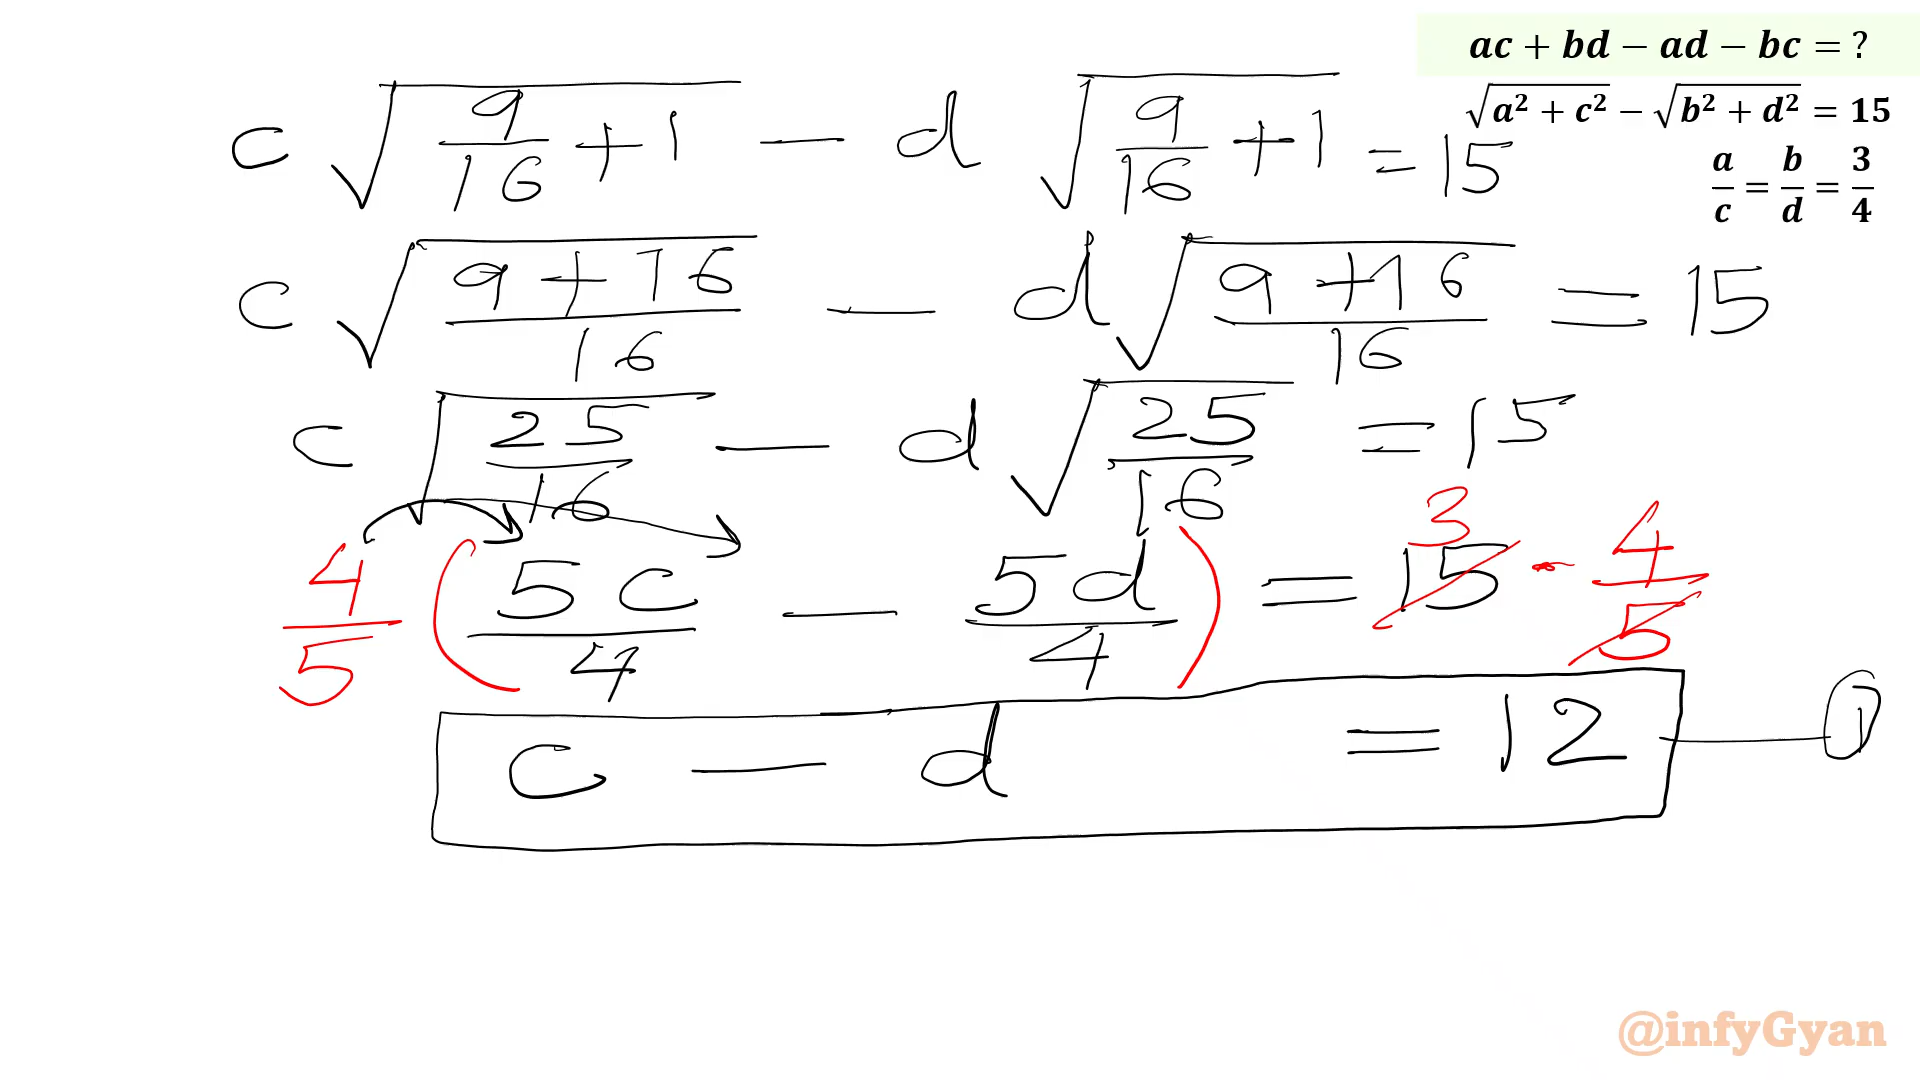 ac + bd − ad − bc = ?
√(a² + c²) − √(b² + d²) = 15
a/c = b/d = 3/4
c √(9/16 + 1) − d √(9/16 + 1) = 15
c √((9 + 16)/16) − d √((9 + 16)/16) = 15
c √(25/16) − d √(25/16) = 15
4/5 (5c/4 − 5d/4) = 15 3 · 4/5
c − d = 12 — 1
@infyGyan